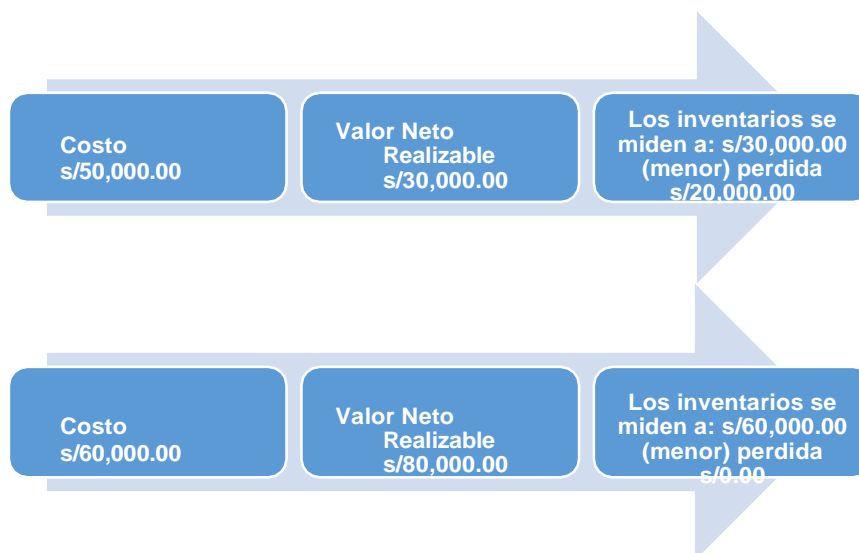 Costo
s/50,000.00
Valor Neto
Realizable
s/30,000.00
Los inventarios se
miden a: s/30,000.00
(menor) perdida
s/20,000.00
Costo
s/60,000.00
Valor Neto
Realizable
s/80,000.00
Los inventarios se
miden a: s/60,000.00
(menor) perdida
s/0.00